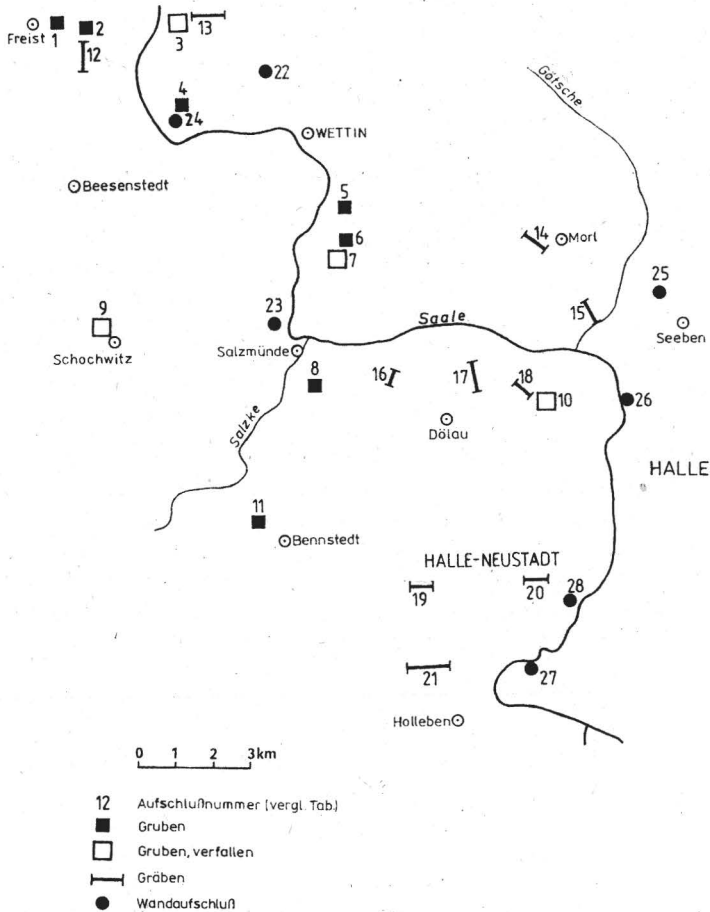 Freist
1
2
3
13
12
22
4
24
WETTIN
Götsche
Beesenstedt
5
6
7
14
Morl
25
9
23
15
Saale
Seeben
Schochwitz
Salzmünde
8
16
17
18
10
26
Dölau
Salzke
HALLE
11
Bennstedt
HALLE-NEUSTADT
19
20
28
21
27
Holleben
0 1 2 3km
12 Aufschlußnummer (vergl. Tab.)
Gruben
Gruben, verfallen
Gräben
Wandaufschluß